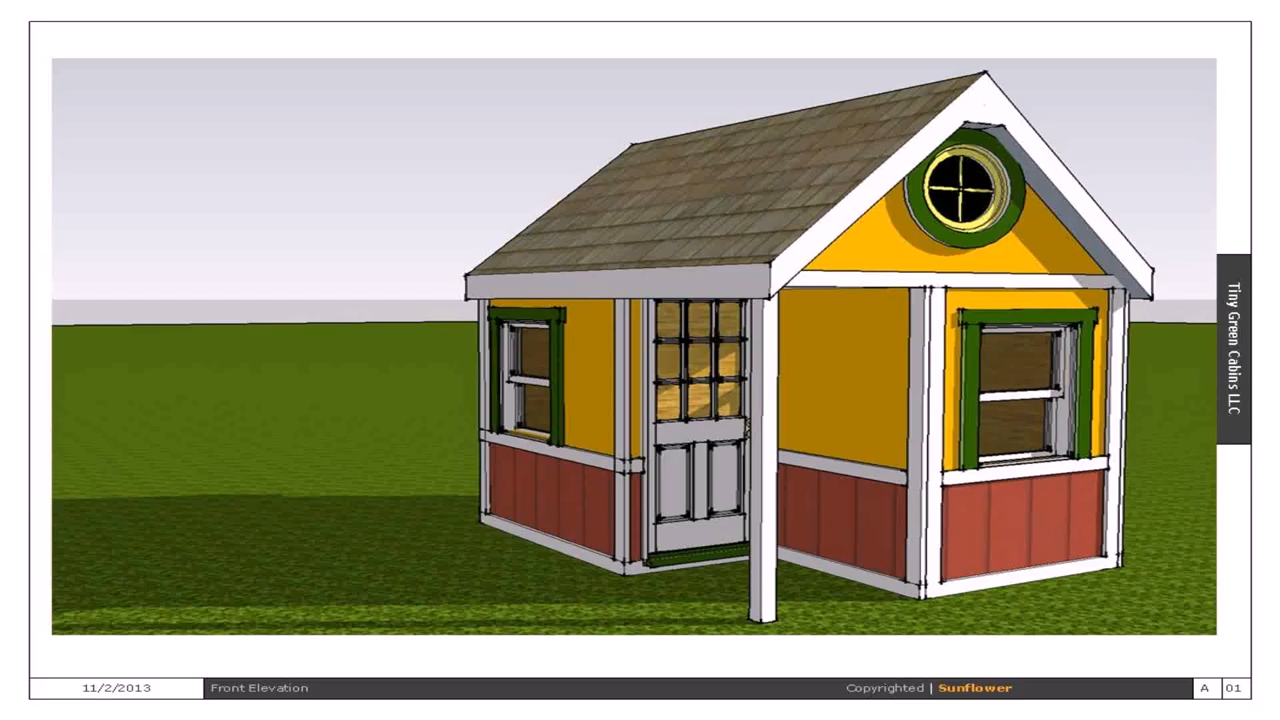 Tiny Green Cabins LLC
11/2/2013
Front Elevation
Copyrighted | Sunflower
A
01